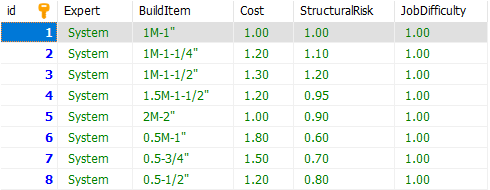 id Expert BuildItem Cost StructuralRisk JobDifficulty
1 System 1M-1" 1.00 1.00 1.00
2 System 1M-1-1/4" 1.20 1.10 1.00
3 System 1M-1-1/2" 1.30 1.20 1.00
4 System 1.5M-1-1/2" 1.20 0.95 1.00
5 System 2M-2" 1.00 0.90 1.00
6 System 0.5M-1" 1.80 0.60 1.00
7 System 0.5-3/4" 1.50 0.70 1.00
8 System 0.5-1/2" 1.20 0.80 1.00